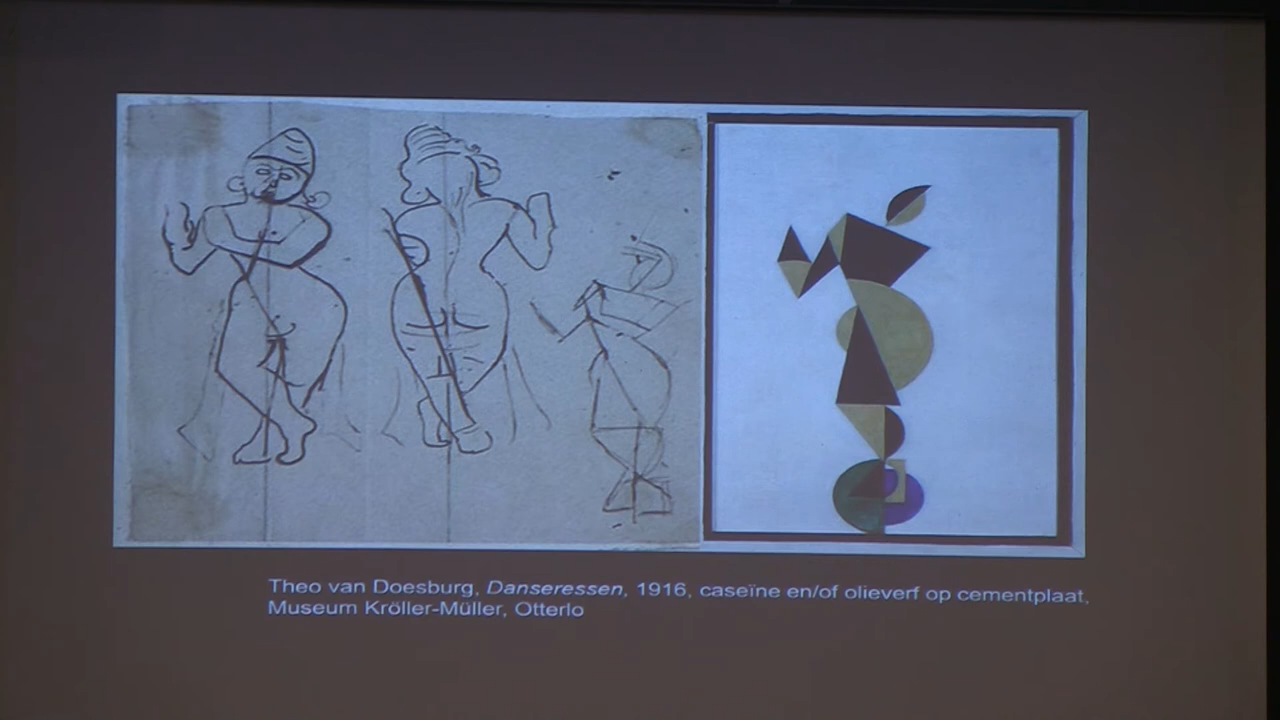 Theo van Doesburg, Danseressen, 1916, caseïne en/of olieverf op cementplaat,
Museum Kröller-Müller, Otterlo